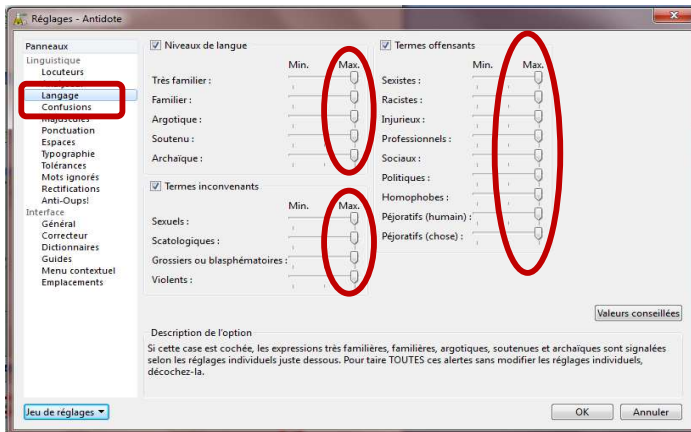 Réglages - Antidote
Panneaux
Linguistique
Locuteurs
Langage
Confusions
Majuscules
Ponctuation
Espaces
Typographie
Tolérances
Mots ignorés
Rectifications
Anti-Oups!
Interface
Général
Correcteur
Dictionnaires
Guides
Menu contextuel
Emplacements
Jeu de réglages
Niveaux de langue
Min. Max.
Très familier :
Familier :
Argotique :
Soutenu :
Archaïque :
Termes inconvenants
Min. Max.
Sexuels :
Scatologiques :
Grossiers ou blasphématoires :
Violents :
Termes offensants
Min. Max.
Sexistes :
Racistes :
Injurieux :
Professionnels :
Sociaux :
Politiques :
Homophobes :
Péjoratifs (humain) :
Péjoratifs (chose) :
Valeurs conseillées
Description de l'option
Si cette case est cochée, les expressions très familières, familières, argotiques, soutenues et archaïques sont signalées
selon les réglages individuels juste dessous. Pour taire TOUTES ces alertes sans modifier les réglages individuels,
décochez-la.
OK Annuler